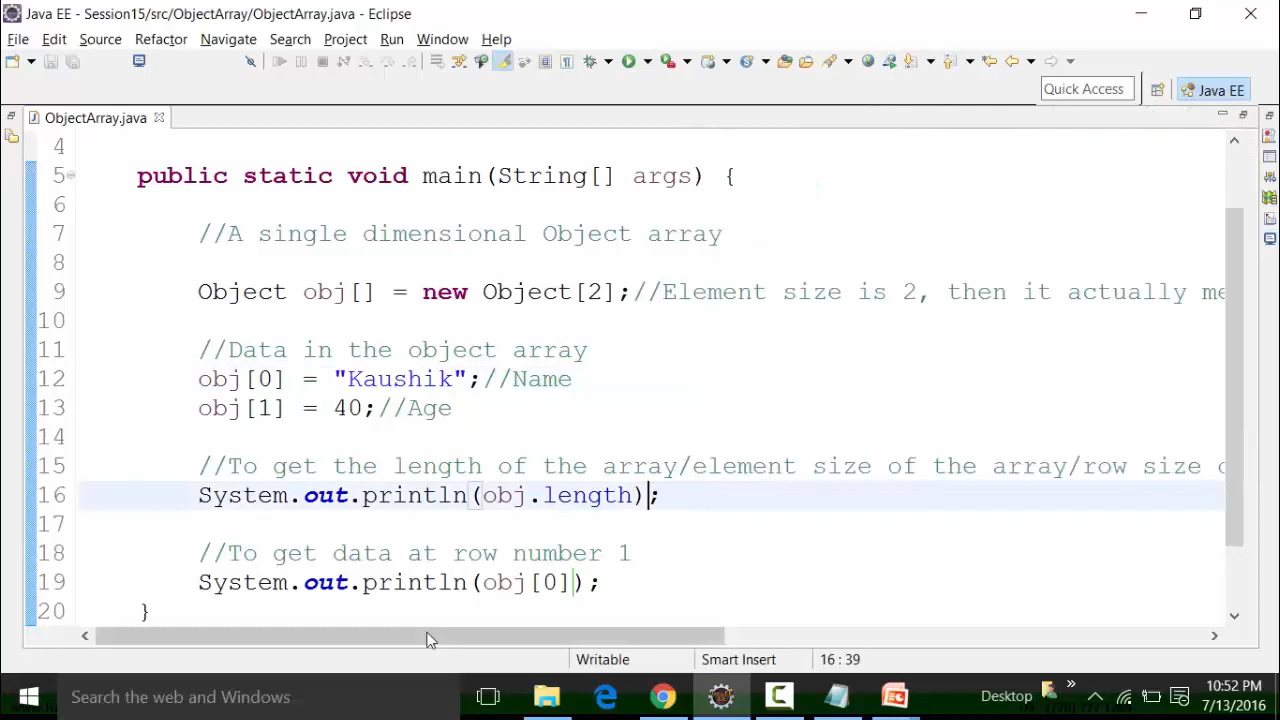 Java EE - Session15/src/ObjectArray/ObjectArray.java - Eclipse
File Edit Source Refactor Navigate Search Project Run Window Help
Quick Access
Java EE
ObjectArray.java
4
5 public static void main(String[] args) {
6
7 //A single dimensional Object array
8
9 Object obj[] = new Object[2];//Element size is 2, then it actually me
10
11 //Data in the object array
12 obj[0] = "Kaushik";//Name
13 obj[1] = 40;//Age
14
15 //To get the length of the array/element size of the array/row size o
16 System.out.println(obj.length);
17
18 //To get data at row number 1
19 System.out.println(obj[0]);
20 }
Writable Smart Insert 16 : 39
Search the web and Windows
Desktop
10:52 PM
7/13/2016